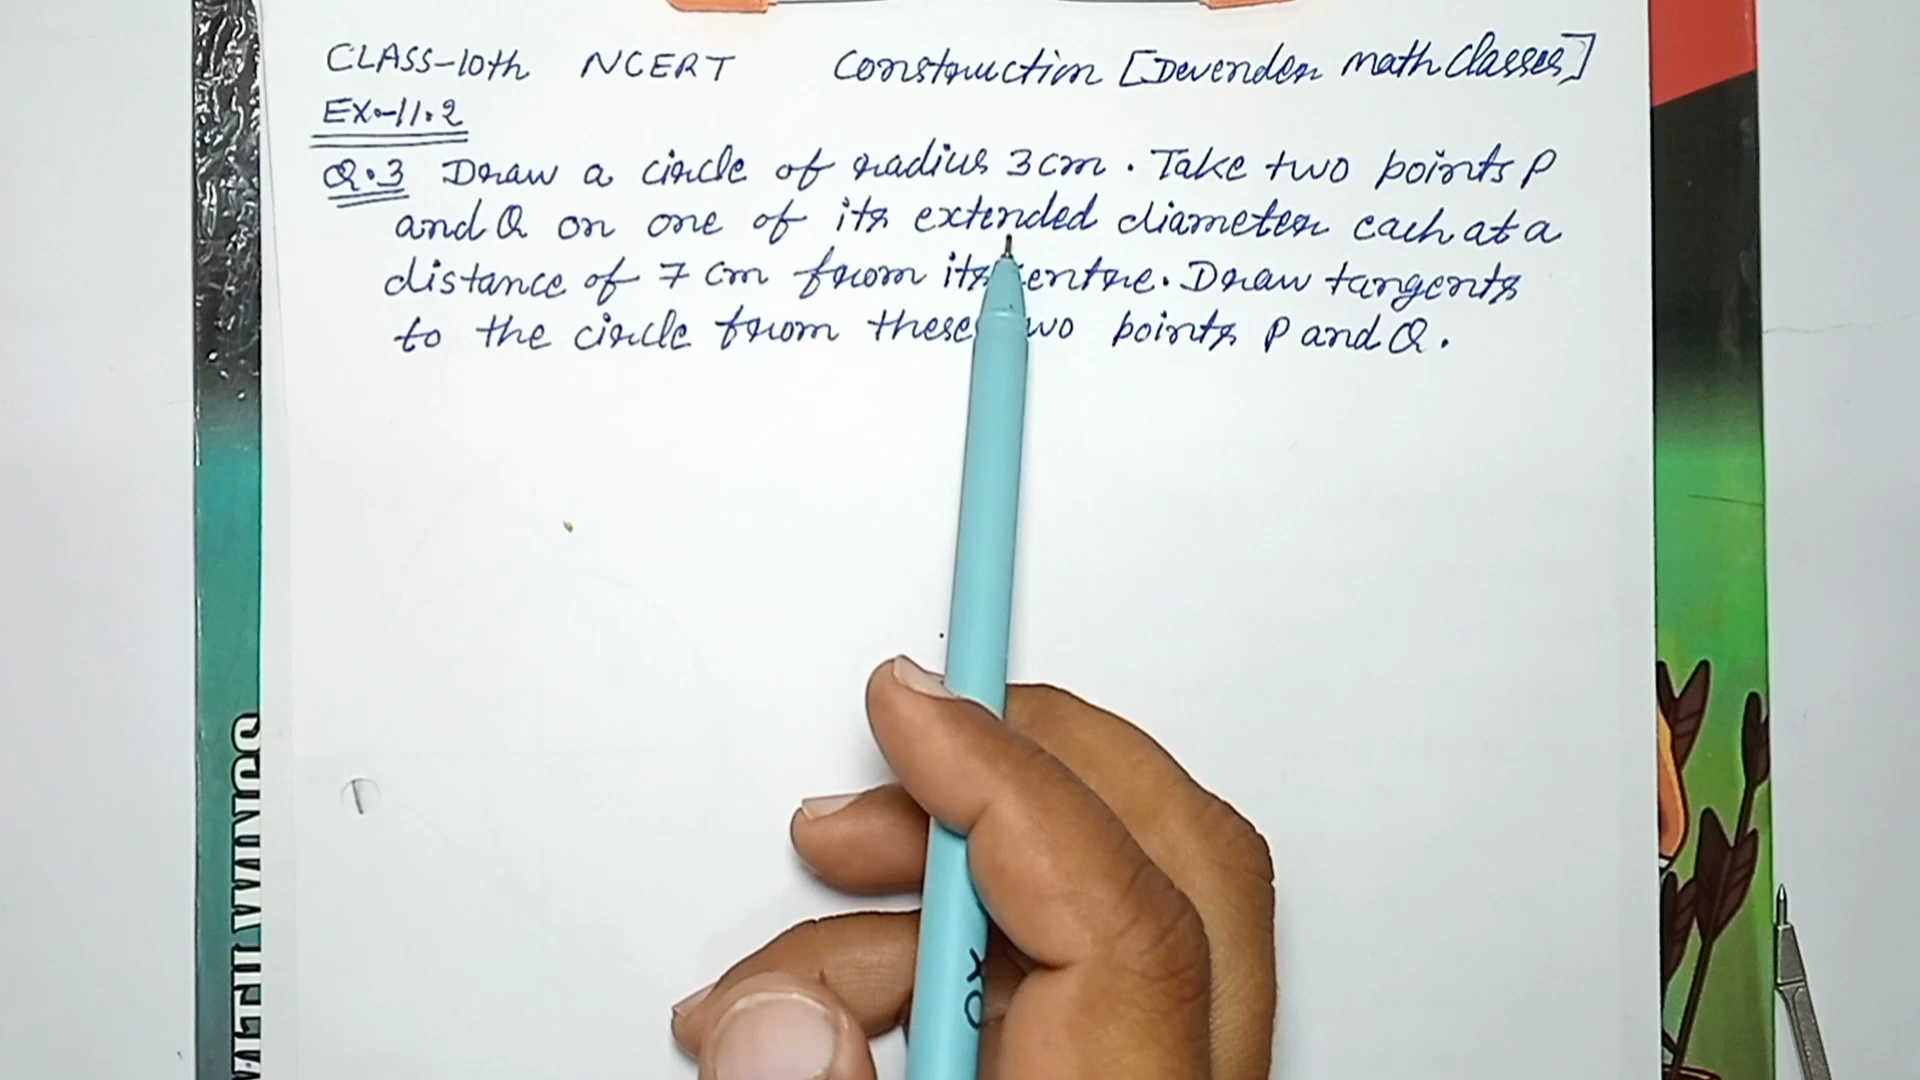 CLASS-10th NCERT Construction [Devender math classes]
Ex.-11.2
Q.3 Draw a circle of radius 3cm. Take two points P
and Q on one of its extended diameter each at a
distance of 7 cm from its centre. Draw tangents
to the circle from these two points P and Q.
WINGS
XO